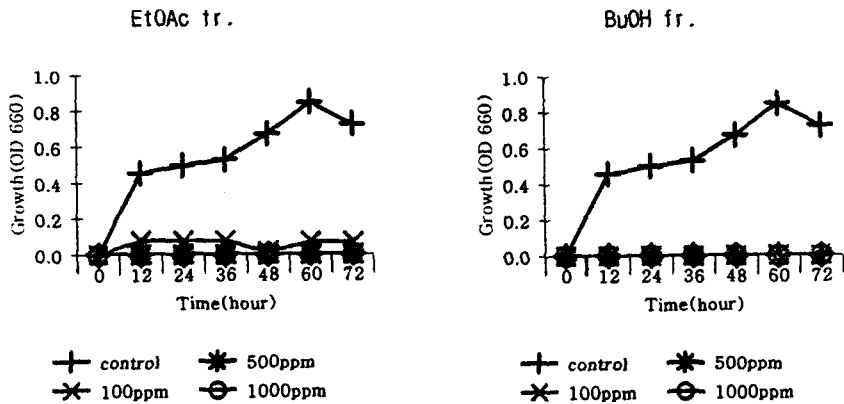 EtOAc fr.
Growth(OD 660)
1.0
0.8
0.6
0.4
0.2
0.0
0 12 24 36 48 60 72
Time(hour)
control
500ppm
100ppm
1000ppm
BuOH fr.
Growth(OD 660)
1.0
0.8
0.6
0.4
0.2
0.0
0 12 24 36 48 60 72
Time(hour)
control
500ppm
100ppm
1000ppm